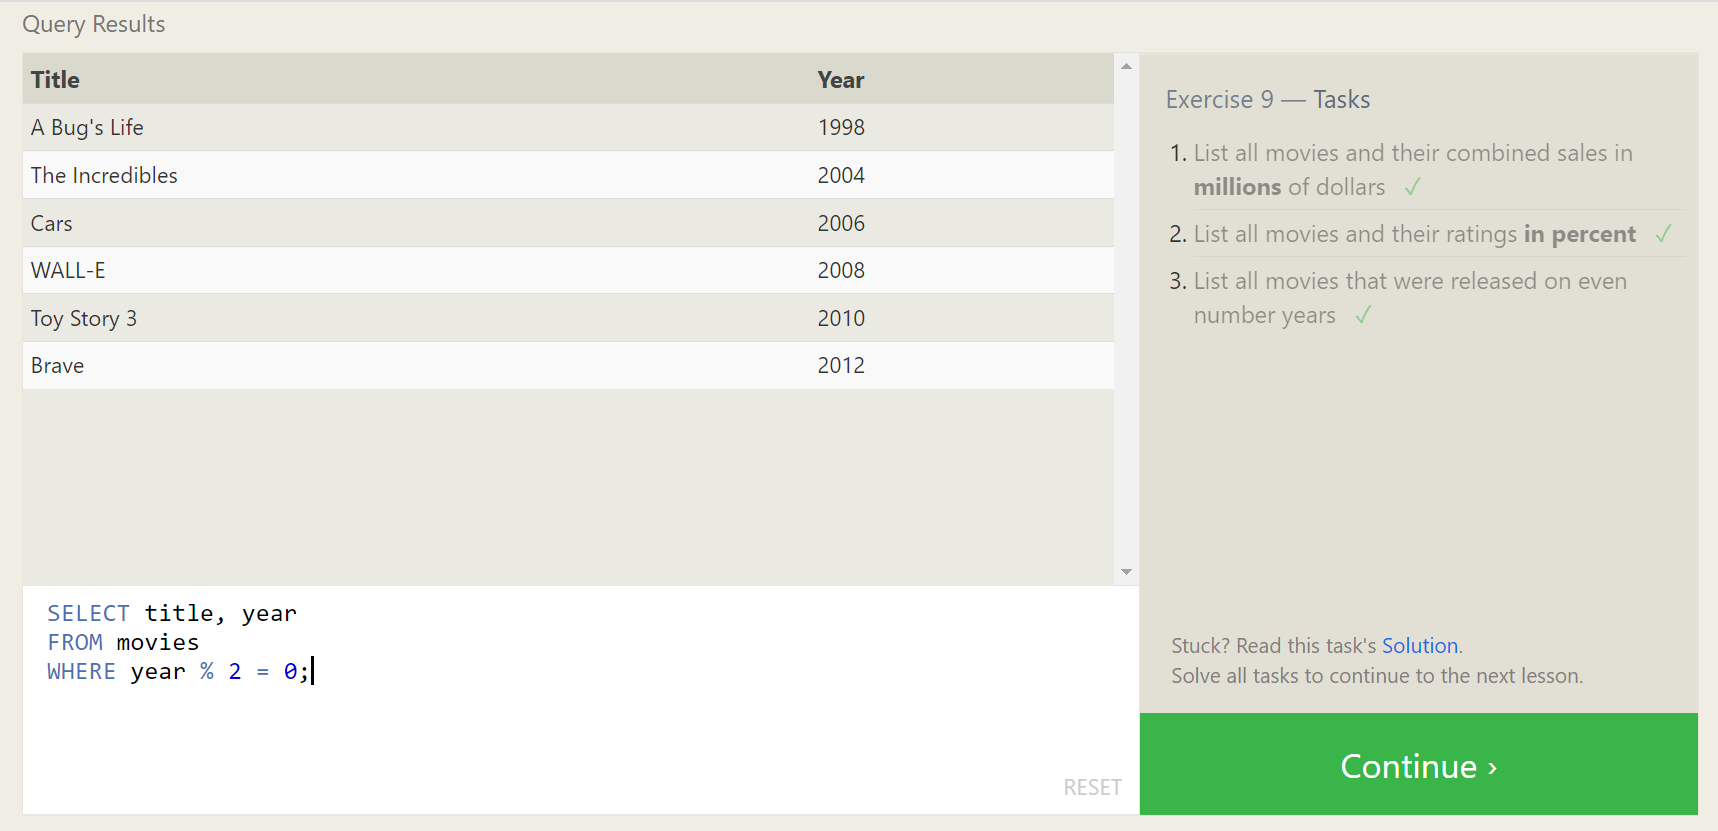 Query Results
Title Year
A Bug's Life 1998
The Incredibles 2004
Cars 2006
WALL-E 2008
Toy Story 3 2010
Brave 2012
SELECT title, year
FROM movies
WHERE year % 2 = 0;
RESET
Exercise 9 — Tasks
1. List all movies and their combined sales in
millions of dollars ✓
2. List all movies and their ratings in percent ✓
3. List all movies that were released on even
number years ✓
Stuck? Read this task's Solution.
Solve all tasks to continue to the next lesson.
Continue ›